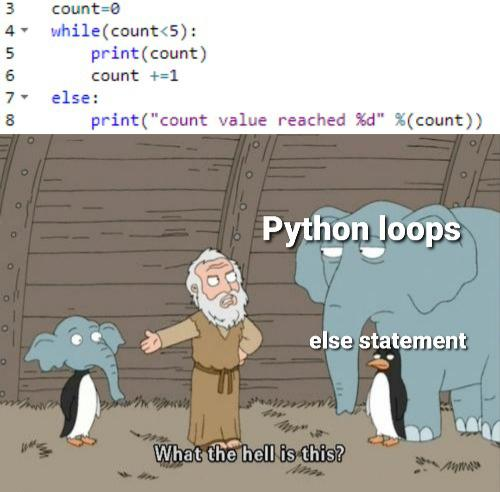 3 count=0
4 while(count<5):
5 print(count)
6 count +=1
7 else:
8 print("count value reached %d" %(count))
Python loops
else statement
What the hell is this?